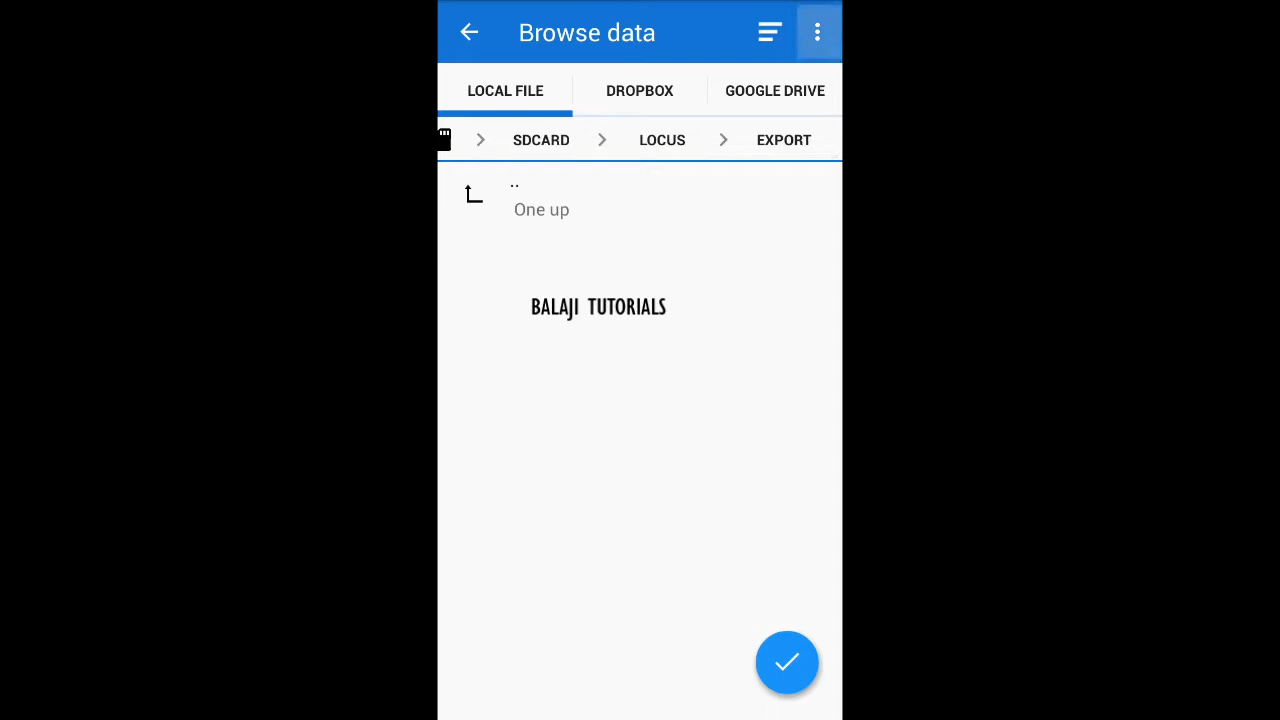 Browse data
LOCAL FILE DROPBOX GOOGLE DRIVE
SDCARD LOCUS EXPORT
..
One up
BALAJI TUTORIALS